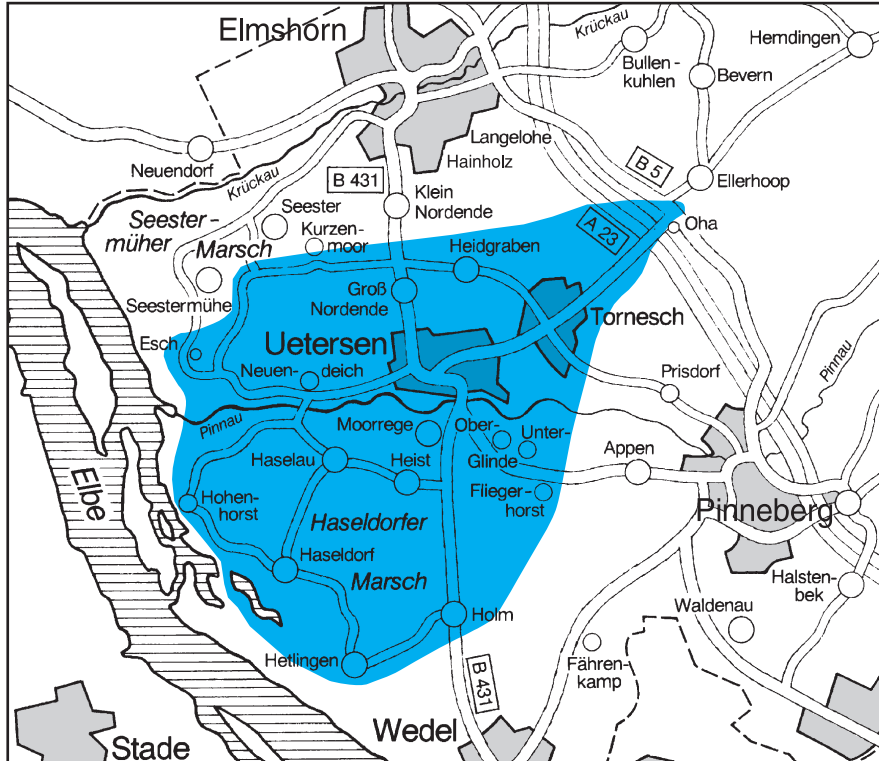 Elmshorn
Krückau
Hemdingen
Bullen-
kuhlen
Bevern
Langelohe
Hainholz
Neuendorf
Krückau
B 431
B 5
Ellerhoop
Klein
Nordende
Seester-
müher
Marsch
Seester
Kurzen-
moor
A 23
Oha
Heidgraben
Seestermühe
Groß
Nordende
Tornesch
Esch
Uetersen
Neuen-
deich
Prisdorf
Pinnau
Pinnau
Moorrege
Ober-
Glinde
Unter-
Appen
Haselau
Heist
Flieger-
horst
Elbe
Hohen-
horst
Haseldorfer
Marsch
Pinneberg
Haseldorf
Halsten-
bek
Holm
Waldenau
Hetlingen
Fähren-
kamp
B 431
Wedel
Stade